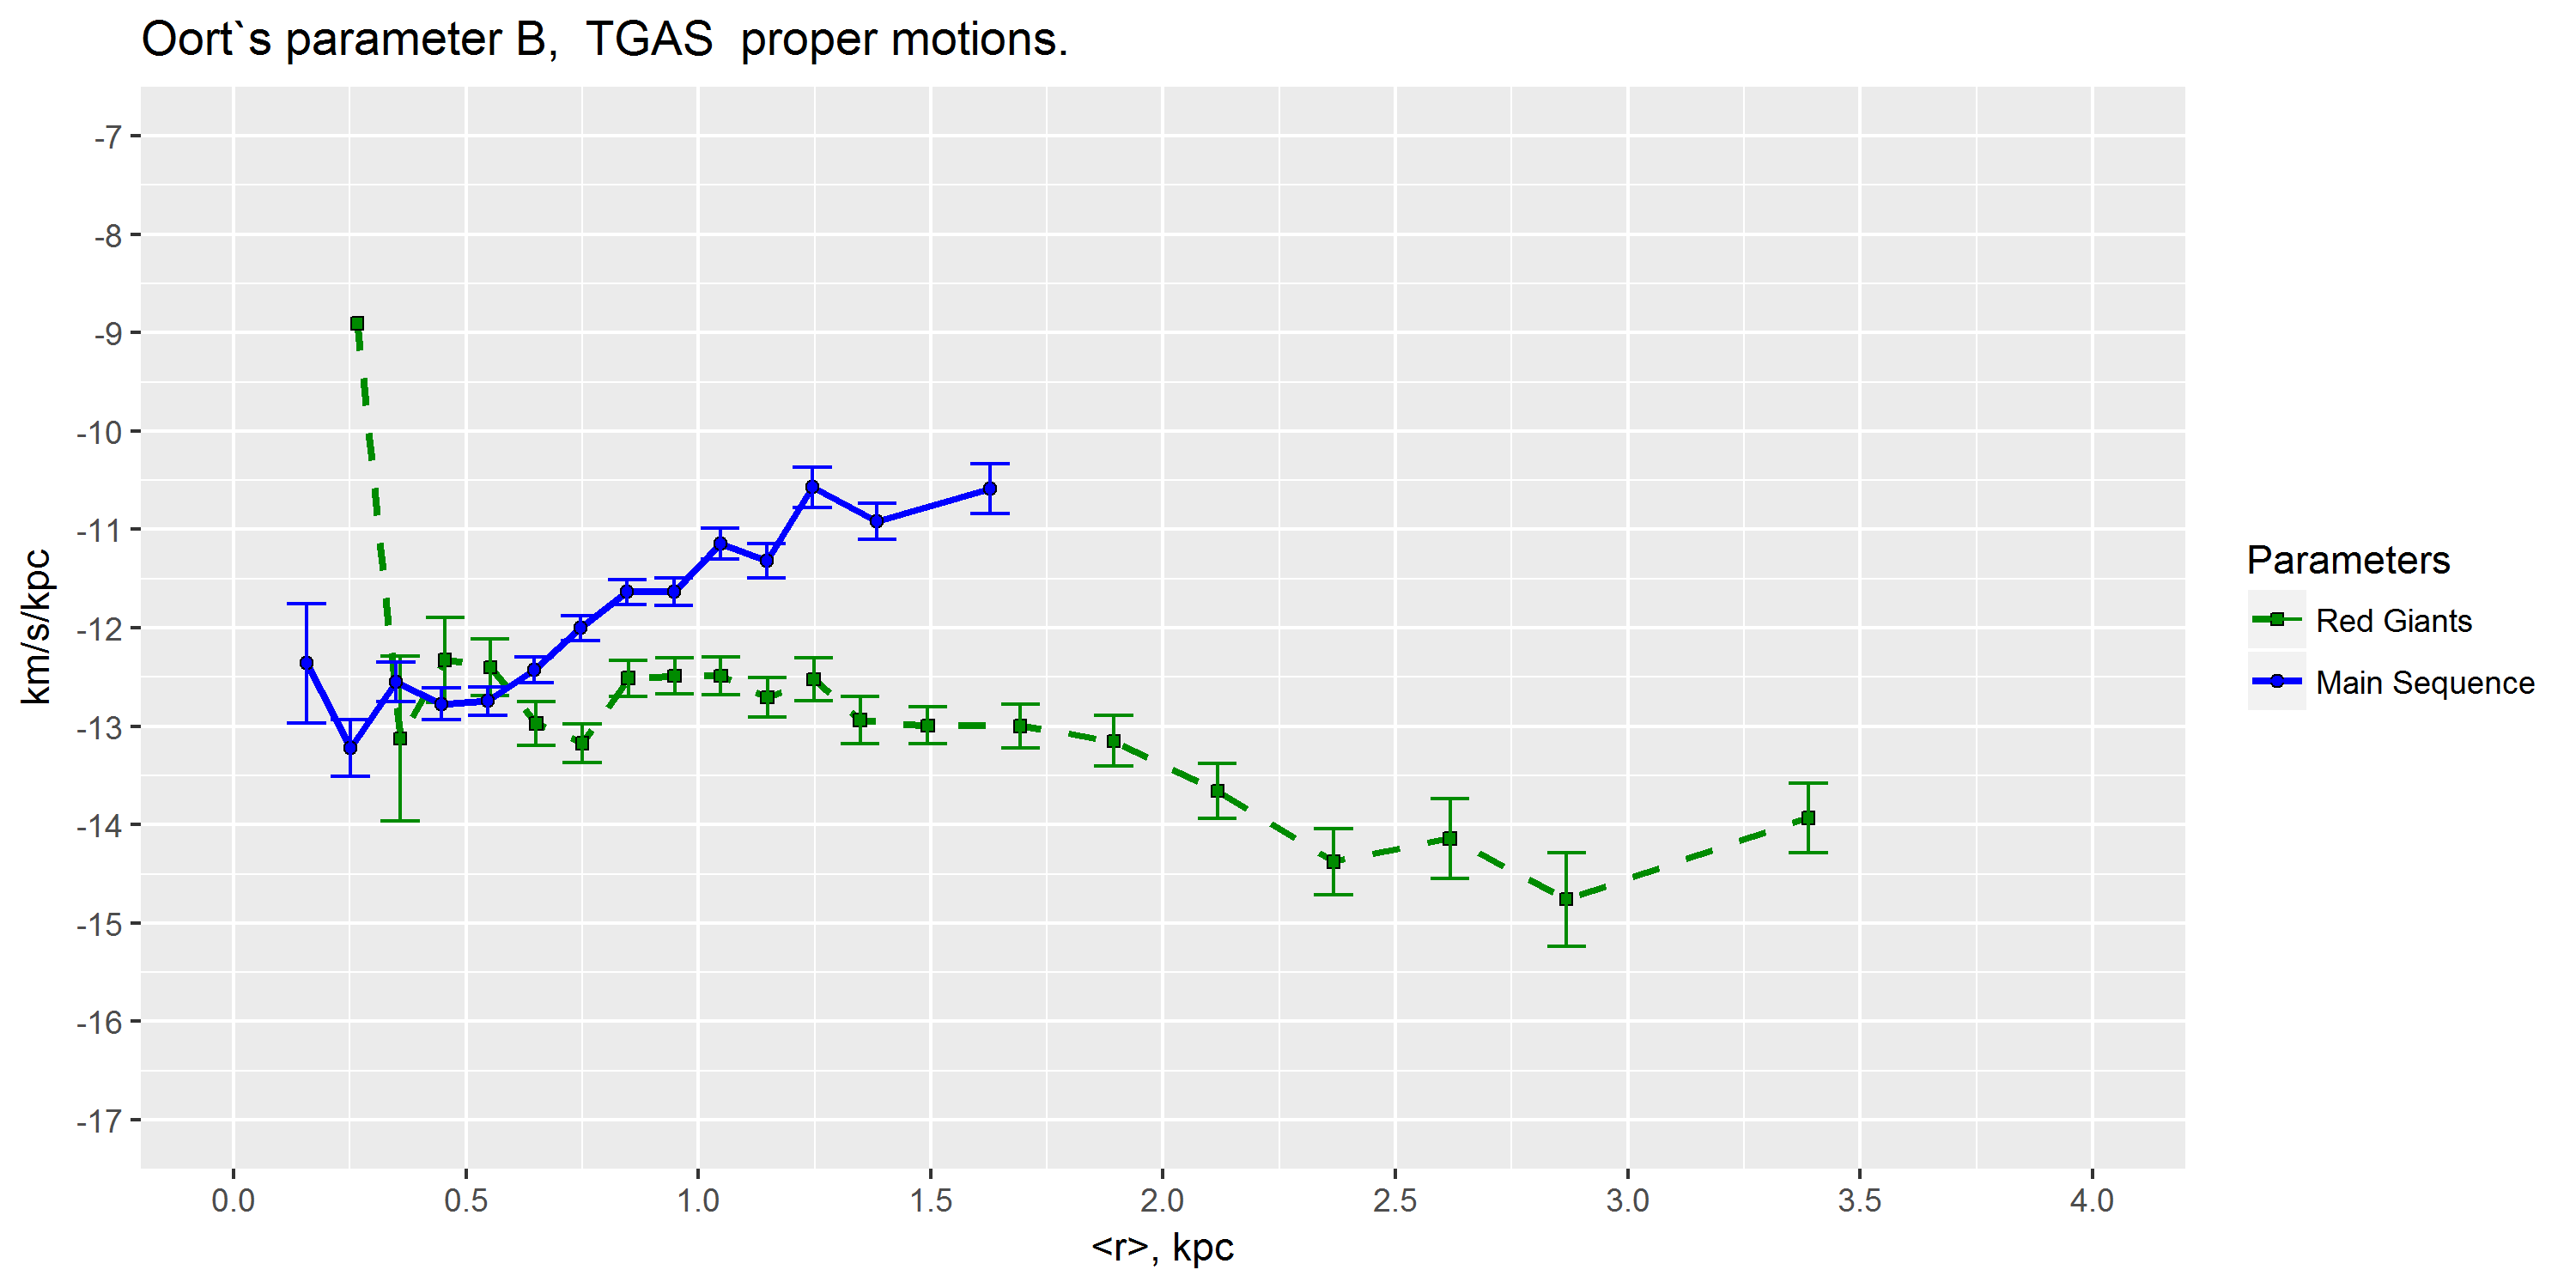 Oort`s parameter B,  TGAS  proper motions.
-7
-8
-9
-10
-11
-12
-13
-14
-15
-16
-17
km/s/kpc
0.0 0.5 1.0 1.5 2.0 2.5 3.0 3.5 4.0
<r>, kpc
Parameters
Red Giants
Main Sequence